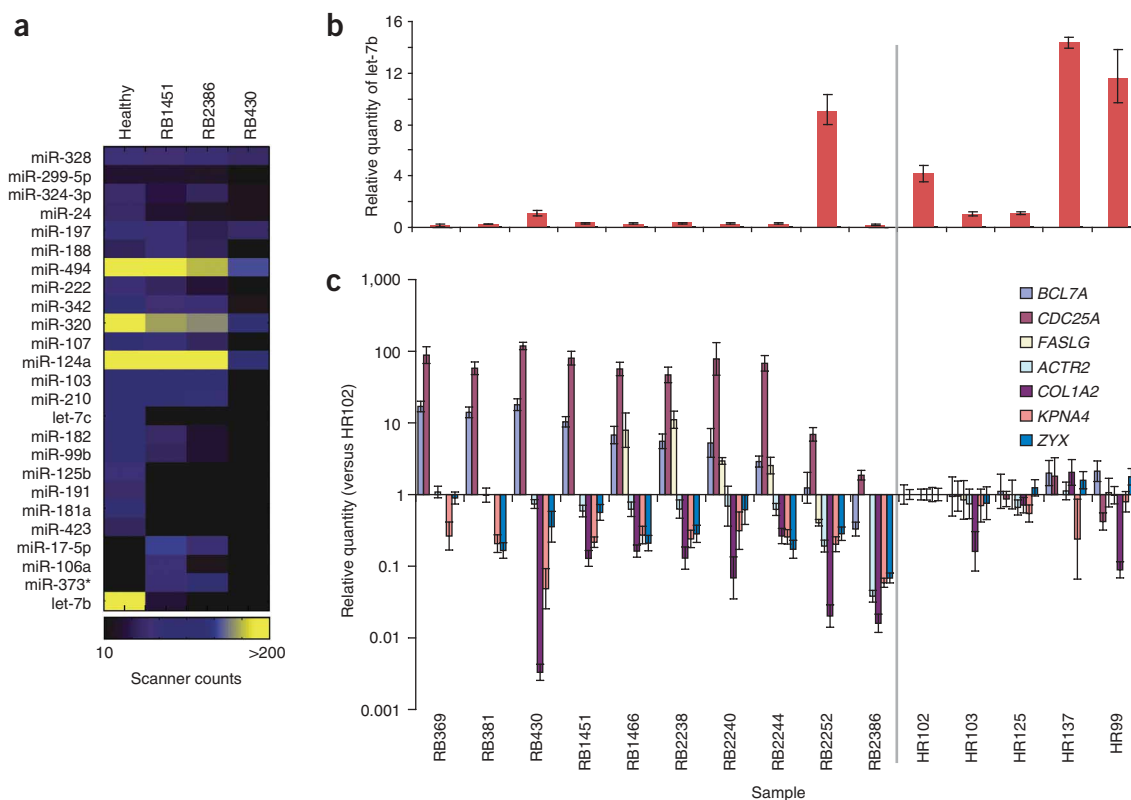 a
Healthy
RB1451
RB2386
RB430
miR-328
miR-299-5p
miR-324-3p
miR-24
miR-197
miR-188
miR-494
miR-222
miR-342
miR-320
miR-107
miR-124a
miR-103
miR-210
let-7c
miR-182
miR-99b
miR-125b
miR-191
miR-181a
miR-423
miR-17-5p
miR-106a
miR-373*
let-7b
10
>200
Scanner counts
b
Relative quantity of let-7b
16
12
8
4
0
c
Relative quantity (versus HR102)
1,000
100
10
1
0.1
0.01
0.001
BCL7A
CDC25A
FASLG
ACTR2
COL1A2
KPNA4
ZYX
RB369
RB381
RB430
RB1451
RB1466
RB2238
RB2240
RB2244
RB2252
RB2386
HR102
HR103
HR125
HR137
HR99
Sample